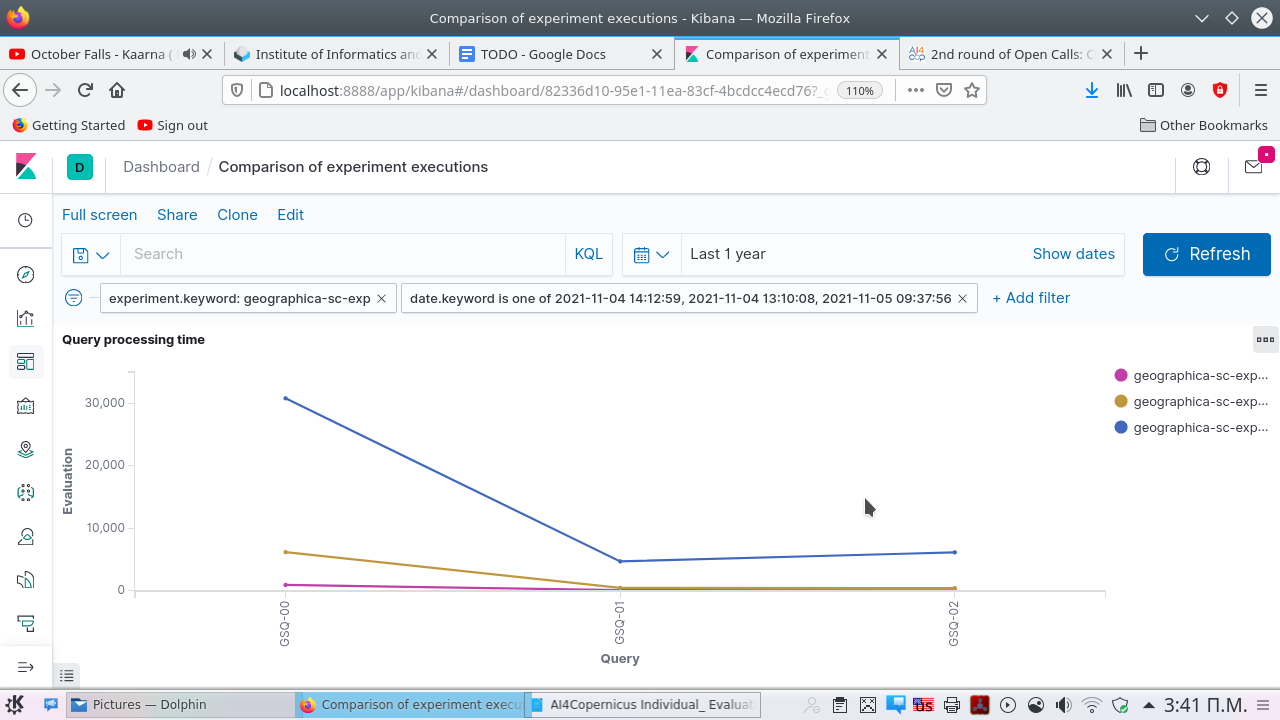 Comparison of experiment executions - Kibana — Mozilla Firefox
October Falls - Kaarna (
Institute of Informatics and
TODO - Google Docs
Comparison of experiment
AI4 COP
2nd round of Open Calls: C
localhost:8888/app/kibana#/dashboard/82336d10-95e1-11ea-83cf-4bcdcc4ecd76?_g
110%
Getting Started
Sign out
Other Bookmarks
D
Dashboard / Comparison of experiment executions
Full screen
Share
Clone
Edit
Search
KQL
Last 1 year
Show dates
Refresh
experiment.keyword: geographica-sc-exp ×
date.keyword is one of 2021-11-04 14:12:59, 2021-11-04 13:10:08, 2021-11-05 09:37:56 ×
+ Add filter
Query processing time
30,000
20,000
10,000
0
Evaluation
GSQ-00
GSQ-01
GSQ-02
Query
geographica-sc-exp...
geographica-sc-exp...
geographica-sc-exp...
Pictures — Dolphin
Comparison of experiment execu
AI4Copernicus Individual_ Evaluat
us
3:41 Π.Μ.